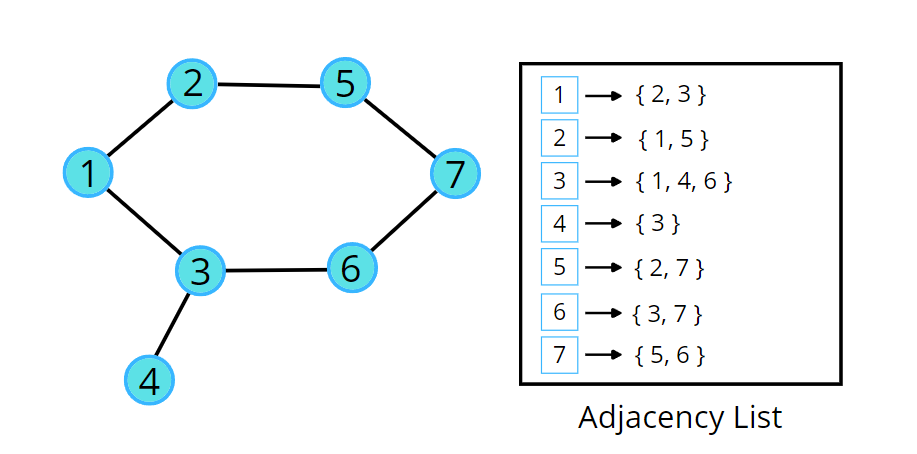 2 5
1 7
3 6
4
1 { 2, 3 }
2 { 1, 5 }
3 { 1, 4, 6 }
4 { 3 }
5 { 2, 7 }
6 { 3, 7 }
7 { 5, 6 }
Adjacency List